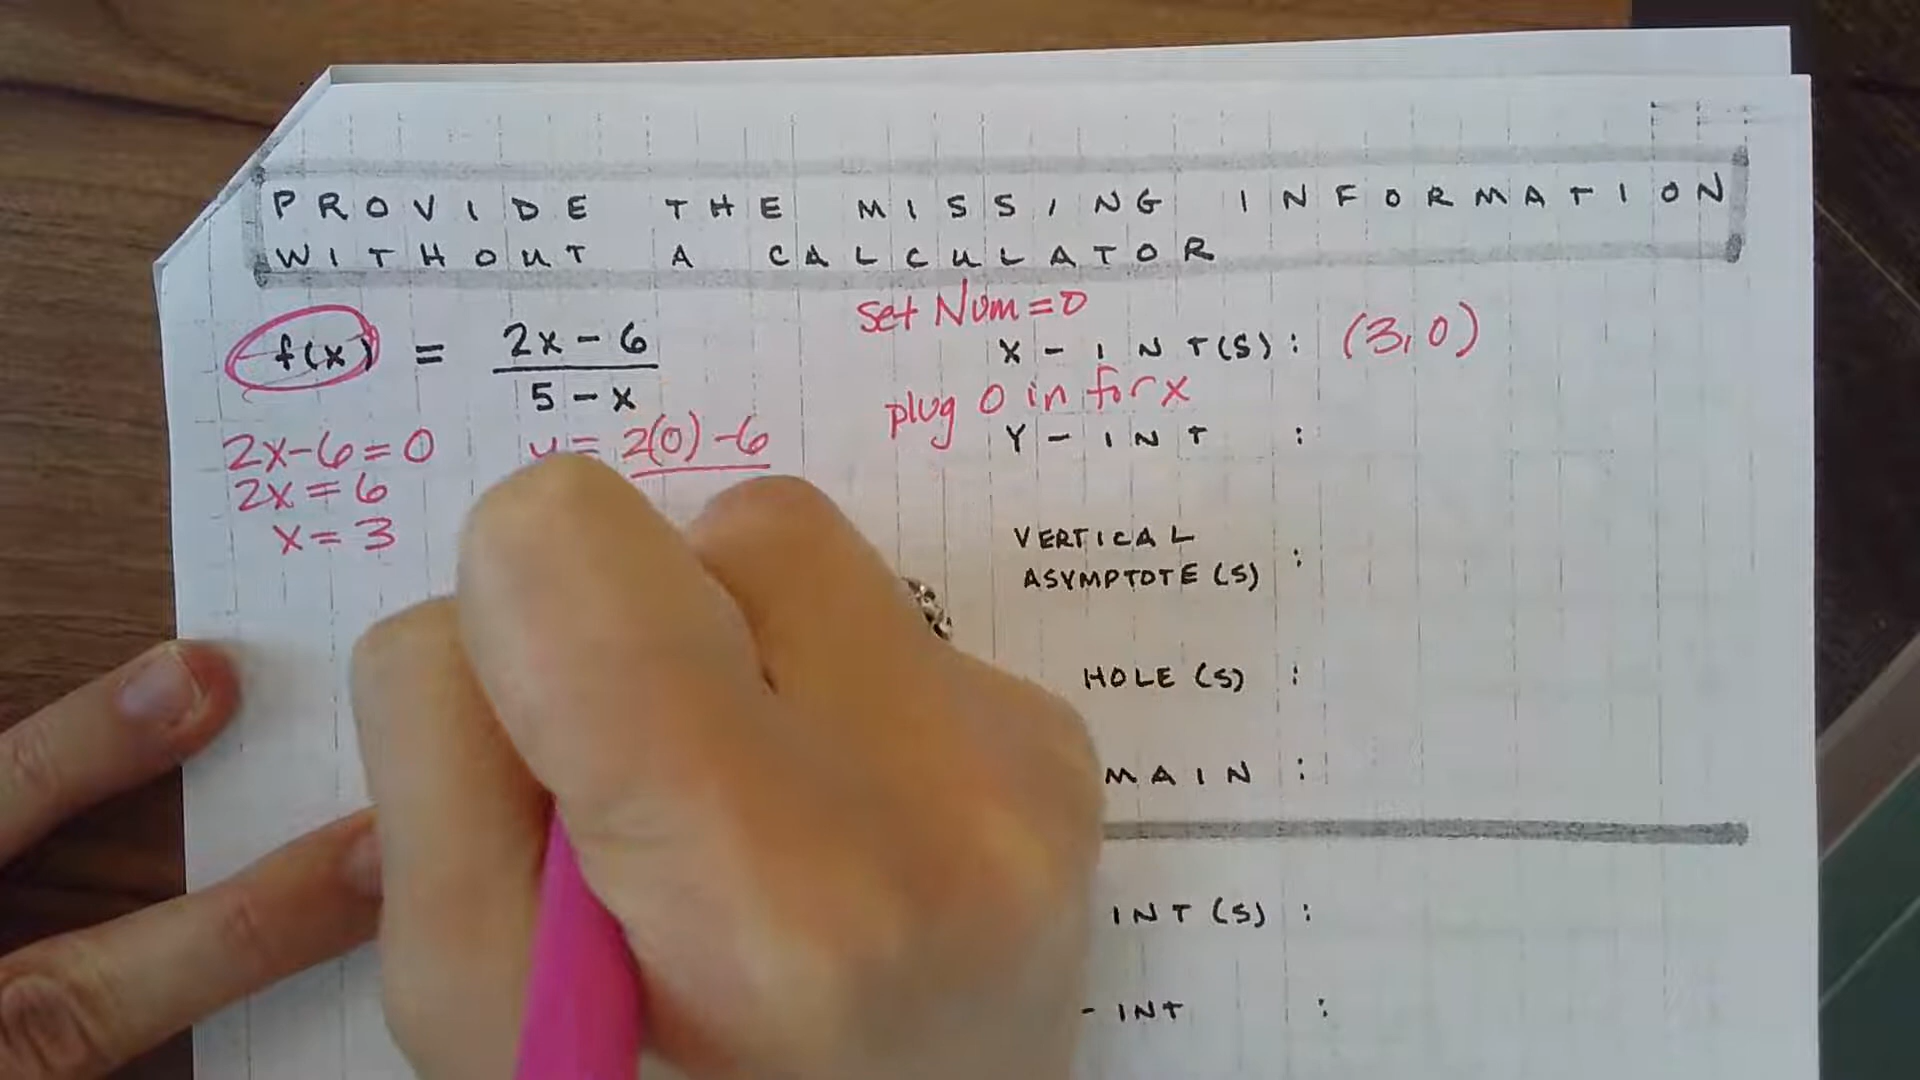 PROVIDE THE MISSING INFORMATION
WITHOUT A CALCULATOR
set Num = 0
f(x) = 2x - 6
5 - x
X - INT(S) : (3,0)
plug 0 in for x
Y - INT :
2x - 6 = 0
y = 2(0) - 6
2x = 6
x = 3
VERTICAL
ASYMPTOTE (S) :
HOLE (S) :
MAIN :
INT (S) :
- INT :